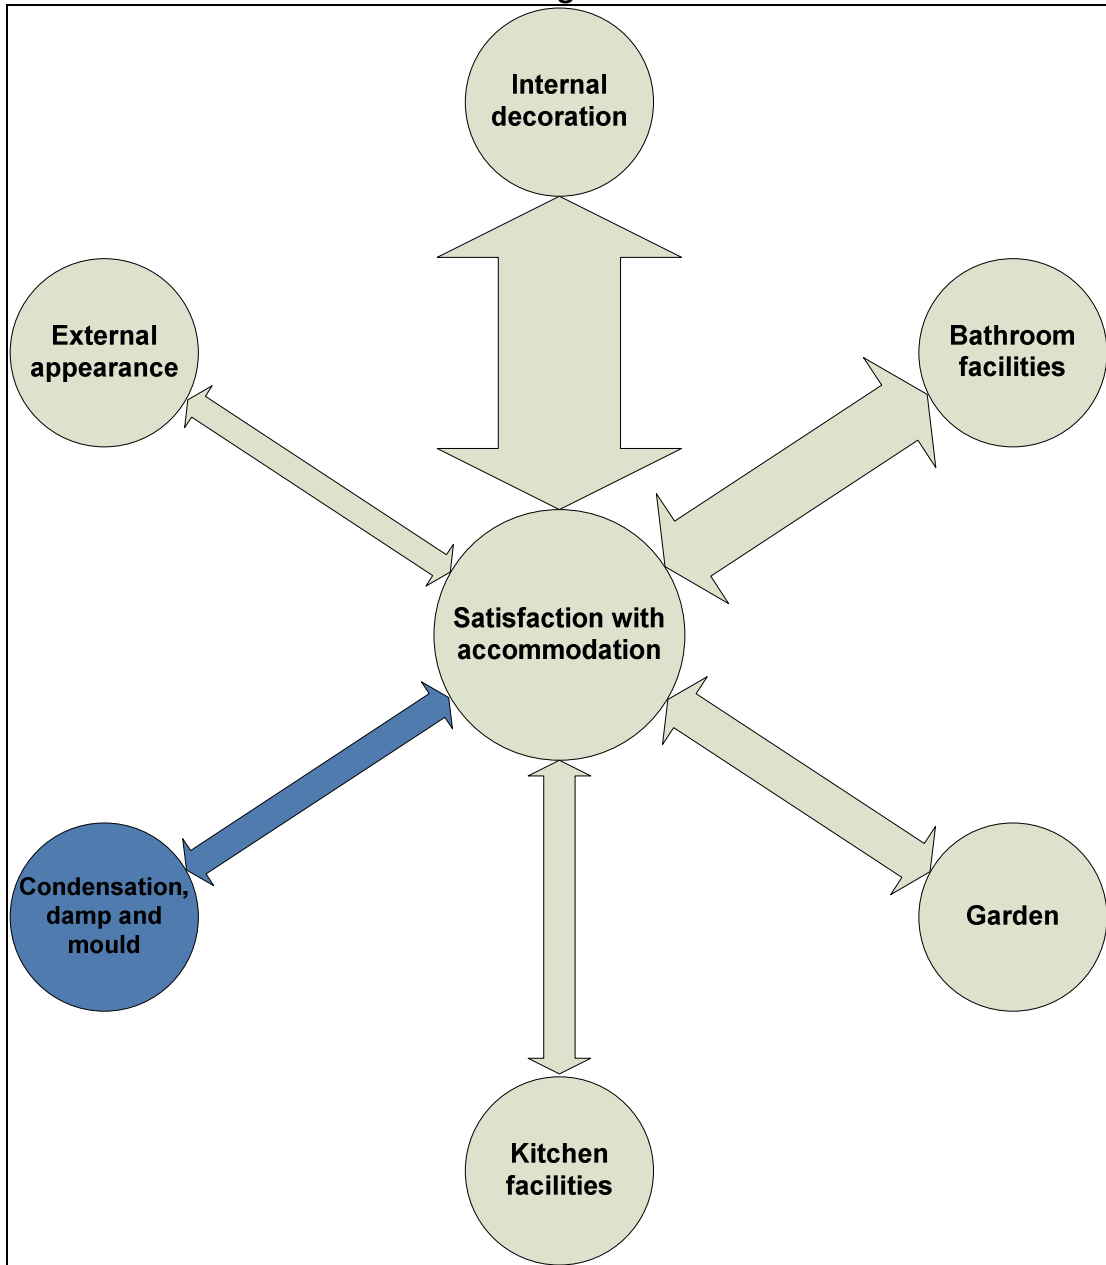 Internal
decoration
External
appearance
Bathroom
facilities
Satisfaction with
accommodation
Condensation,
damp and
mould
Garden
Kitchen
facilities